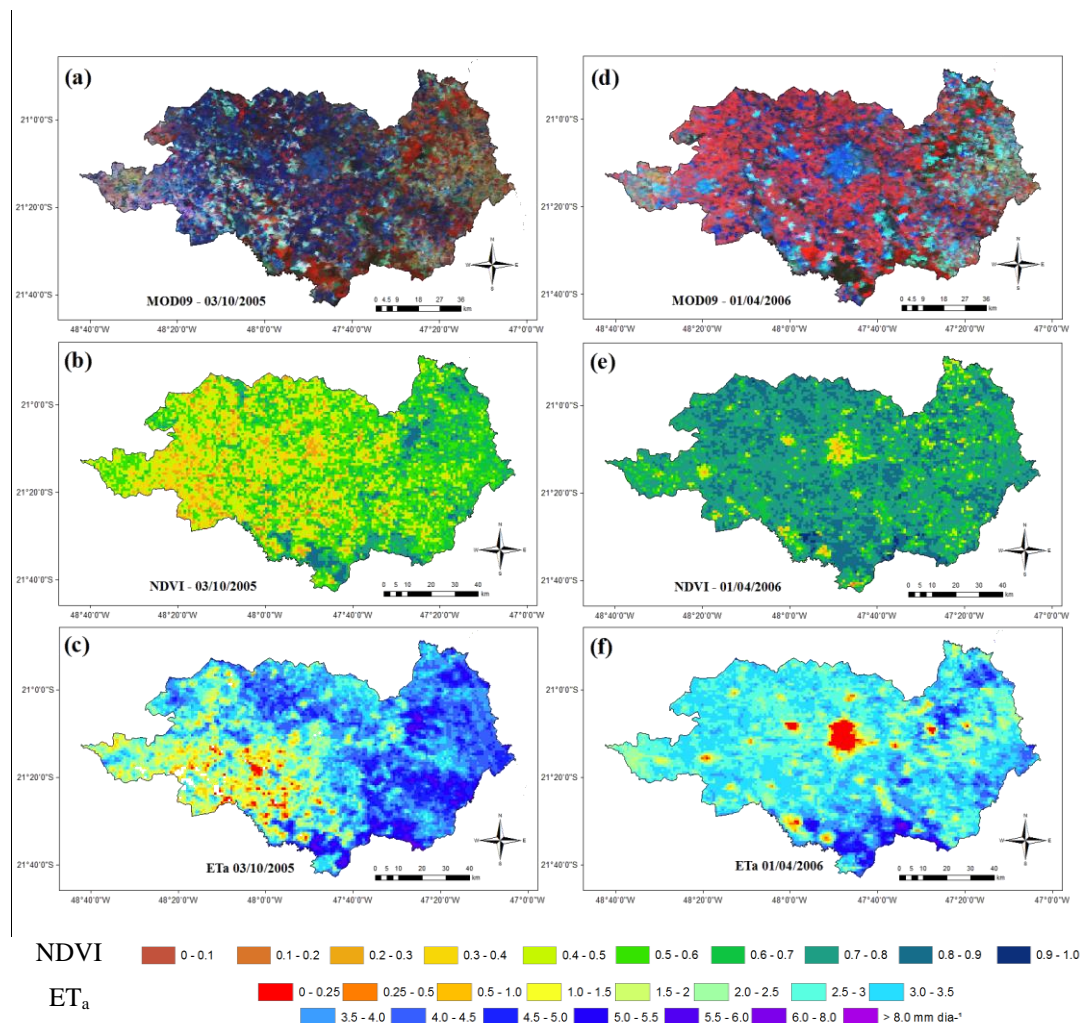 (a)
21°0'0"S
21°20'0"S
21°40'0"S
MOD09 - 03/10/2005
N
W E
S
0 4.5 9 18 27 36
km
48°40'0"W 48°20'0"W 48°0'0"W 47°40'0"W 47°20'0"W 47°0'0"W
(d)
21°0'0"S
21°20'0"S
21°40'0"S
MOD09 - 01/04/2006
N
W E
S
0 4.5 9 18 27 36
km
48°40'0"W 48°20'0"W 48°0'0"W 47°40'0"W 47°20'0"W 47°0'0"W
(b)
21°0'0"S
21°20'0"S
21°40'0"S
NDVI - 03/10/2005
N
W E
S
0 5 10 20 30 40
km
48°40'0"W 48°20'0"W 48°0'0"W 47°40'0"W 47°20'0"W 47°0'0"W
(e)
21°0'0"S
21°20'0"S
21°40'0"S
NDVI - 01/04/2006
N
W E
S
0 5 10 20 30 40
km
48°40'0"W 48°20'0"W 48°0'0"W 47°40'0"W 47°20'0"W 47°0'0"W
(c)
21°0'0"S
21°20'0"S
21°40'0"S
ETa 03/10/2005
N
W E
S
0 5 10 20 30 40
km
48°40'0"W 48°20'0"W 48°0'0"W 47°40'0"W 47°20'0"W 47°0'0"W
(f)
21°0'0"S
21°20'0"S
21°40'0"S
ETa 01/04/2006
N
W E
S
0 5 10 20 30 40
km
48°40'0"W 48°20'0"W 48°0'0"W 47°40'0"W 47°20'0"W 47°0'0"W
NDVI 0 - 0.1 0.1 - 0.2 0.2 - 0.3 0.3 - 0.4 0.4 - 0.5 0.5 - 0.6 0.6 - 0.7 0.7 - 0.8 0.8 - 0.9 0.9 - 1.0
ETa 0 - 0.25 0.25 - 0.5 0.5 - 1.0 1.0 - 1.5 1.5 - 2 2.0 - 2.5 2.5 - 3 3.0 - 3.5
3.5 - 4.0 4.0 - 4.5 4.5 - 5.0 5.0 - 5.5 5.5 - 6.0 6.0 - 8.0 > 8.0 mm dia-¹